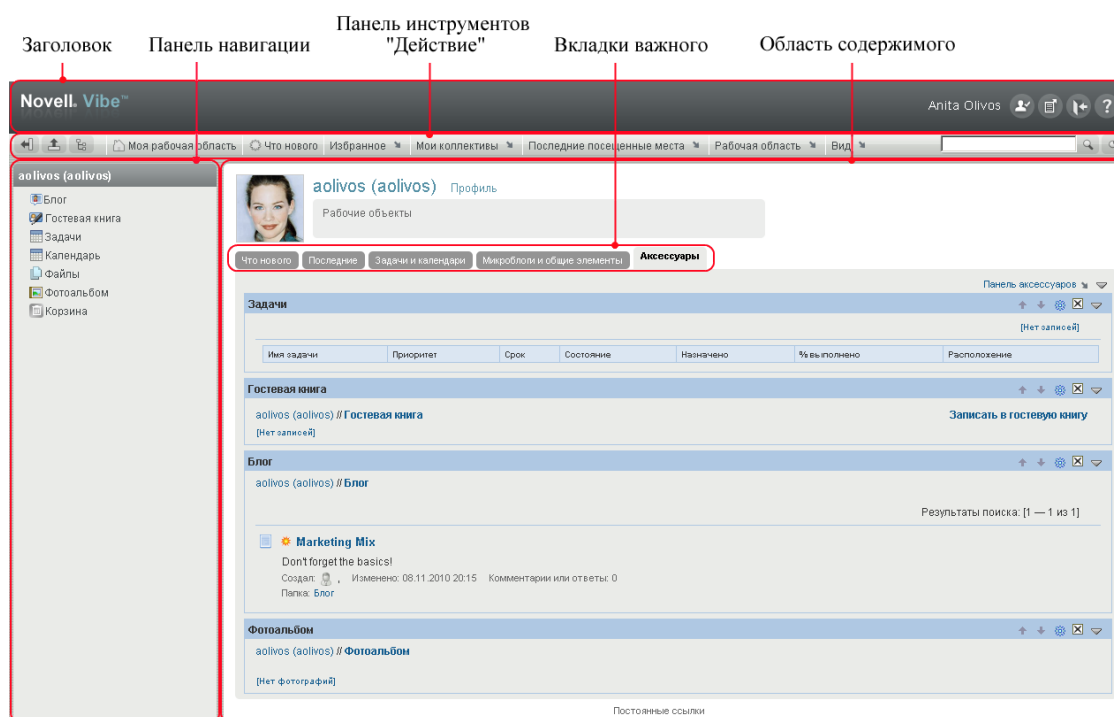 Панель инструментов
"Действие"
Заголовок
Панель навигации
Вкладки важного
Область содержимого
Novell. Vibe™
Anita Olivos
?
Моя рабочая область Что нового Избранное Мои коллективы Последние посещенные места Рабочая область Вид
aolivos (aolivos)
Блог
Гостевая книга
Задачи
Календарь
Файлы
Фотоальбом
Корзина
aolivos (aolivos) Профиль
Рабочие объекты
Что нового Последние Задачи и календари Микроблоги и общие элементы Аксессуары
Панель аксессуаров
Задачи
[Нет записей]
Имя задачи Приоритет Срок Состояние Назначено % выполнено Расположение
Гостевая книга
aolivos (aolivos) // Гостевая книга
Записать в гостевую книгу
[Нет записей]
Блог
aolivos (aolivos) // Блог
Результаты поиска: [1 — 1 из 1]
Marketing Mix
Don't forget the basics!
Создал: , Изменено: 08.11.2010 20:15 Комментарии или ответы: 0
Папка: Блог
Фотоальбом
aolivos (aolivos) // Фотоальбом
[Нет фотографий]
Постоянные ссылки